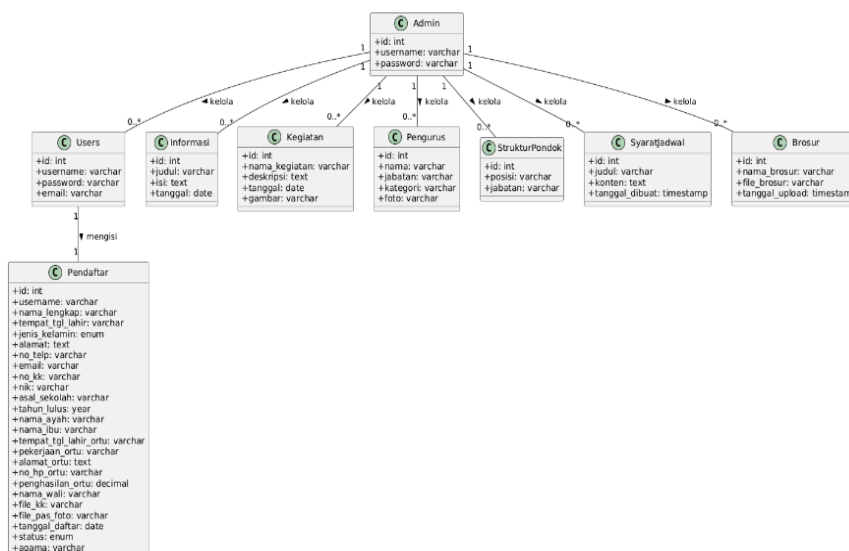 C Admin
+id: int
+username: varchar
+password: varchar
1 1 1 1 1 1 1
kelola kelola kelola kelola kelola kelola kelola
0..* 0..* 0..* 0..* 0..* 0..* 0..*
C Users
+id: int
+username: varchar
+password: varchar
+email: varchar
C Informasi
+id: int
+judul: varchar
+isi: text
+tanggal: date
C Kegiatan
+id: int
+nama_kegiatan: varchar
+deskripsi: text
+tanggal: date
+gambar: varchar
C Pengurus
+id: int
+nama: varchar
+jabatan: varchar
+kategori: varchar
+foto: varchar
C StrukturPondok
+id: int
+posisi: varchar
+jabatan: varchar
C SyaratJadwal
+id: int
+judul: varchar
+konten: text
+tanggal_dibuat: timestamp
C Brosur
+id: int
+nama_brosur: varchar
+file_brosur: varchar
+tanggal_upload: timestam
1
mengisi
1
C Pendaftar
+id: int
+username: varchar
+nama_lengkap: varchar
+tempat_tgl_lahir: varchar
+jenis_kelamin: enum
+alamat: text
+no_telp: varchar
+email: varchar
+no_kk: varchar
+nik: varchar
+asal_sekolah: varchar
+tahun_lulus: year
+nama_ayah: varchar
+nama_ibu: varchar
+tempat_tgl_lahir_ortu: varchar
+pekerjaan_ortu: varchar
+alamat_ortu: text
+no_hp_ortu: varchar
+penghasilan_ortu: decimal
+nama_wali: varchar
+file_kk: varchar
+file_pas_foto: varchar
+tanggal_daftar: date
+status: enum
+agama: varchar